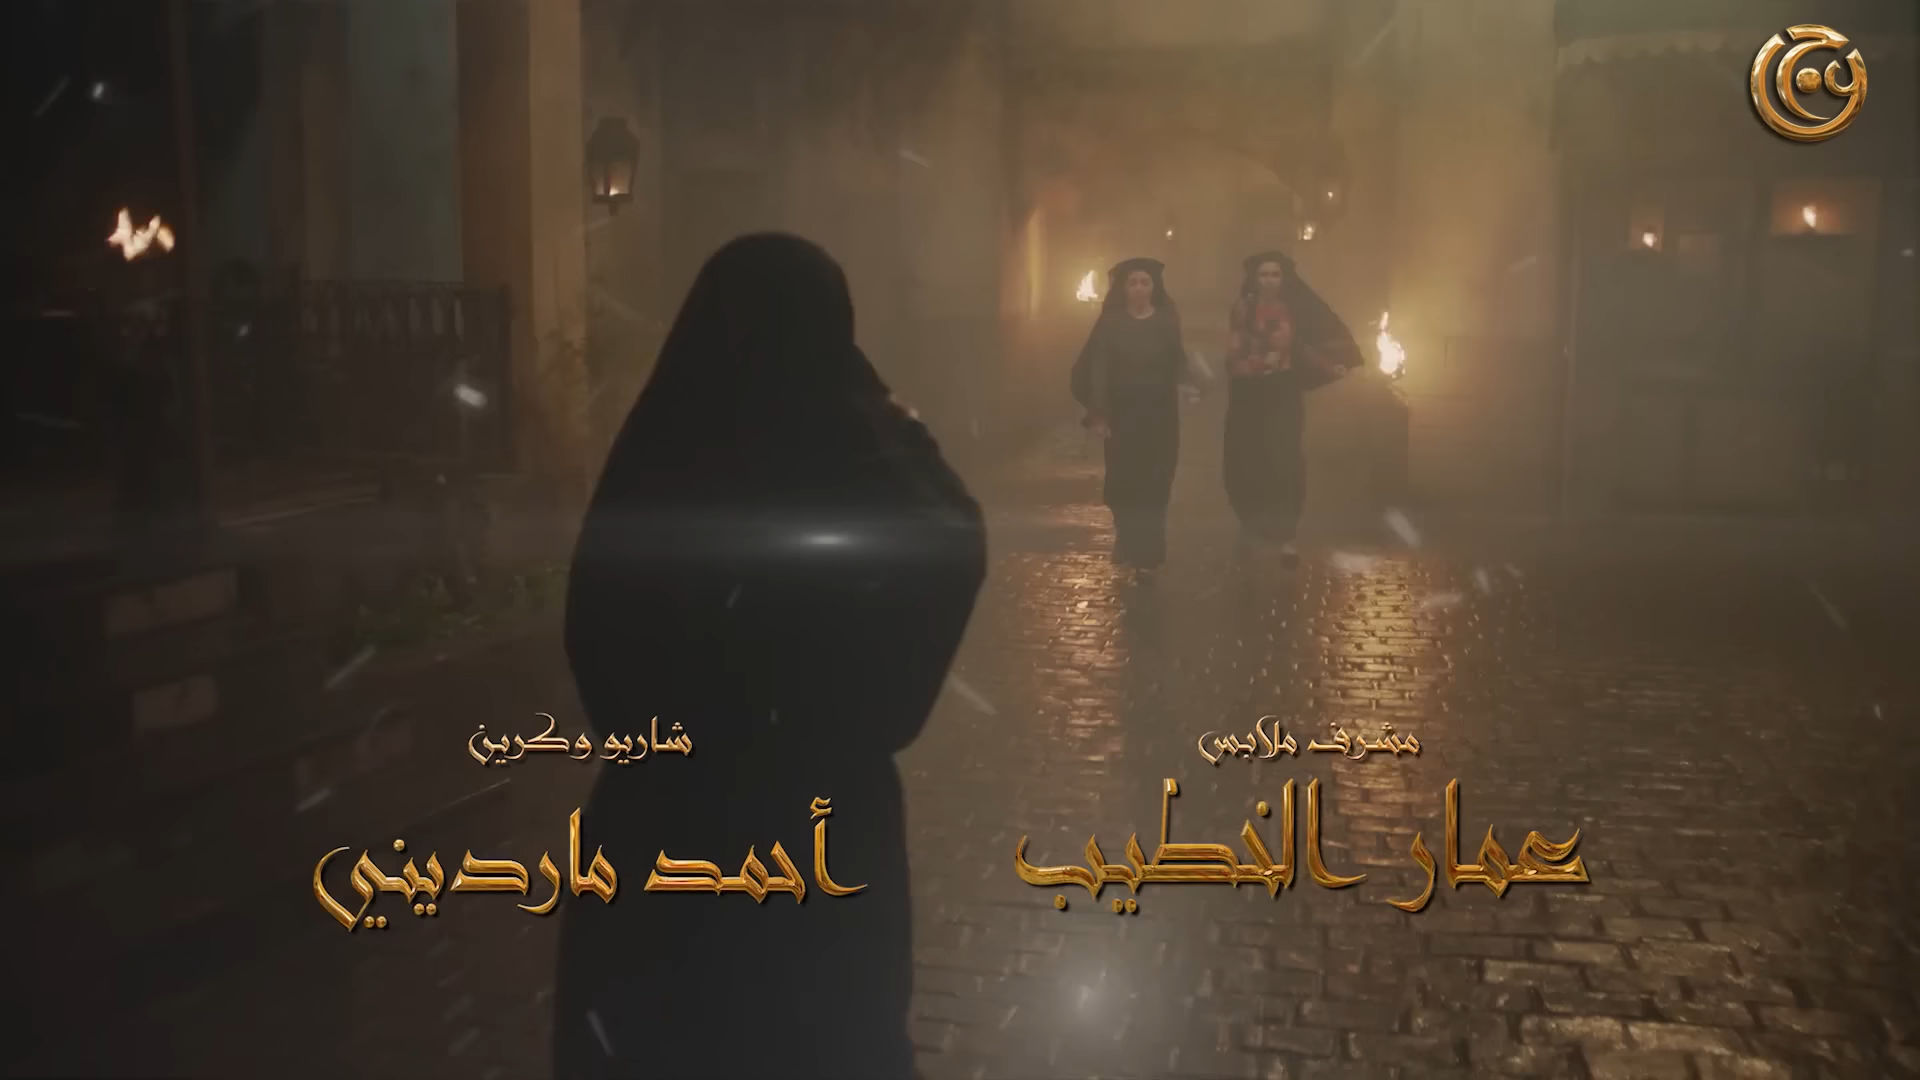 مشرف ملابس
عمار الخطيب
شاريو وكرين
أحمد مارديني